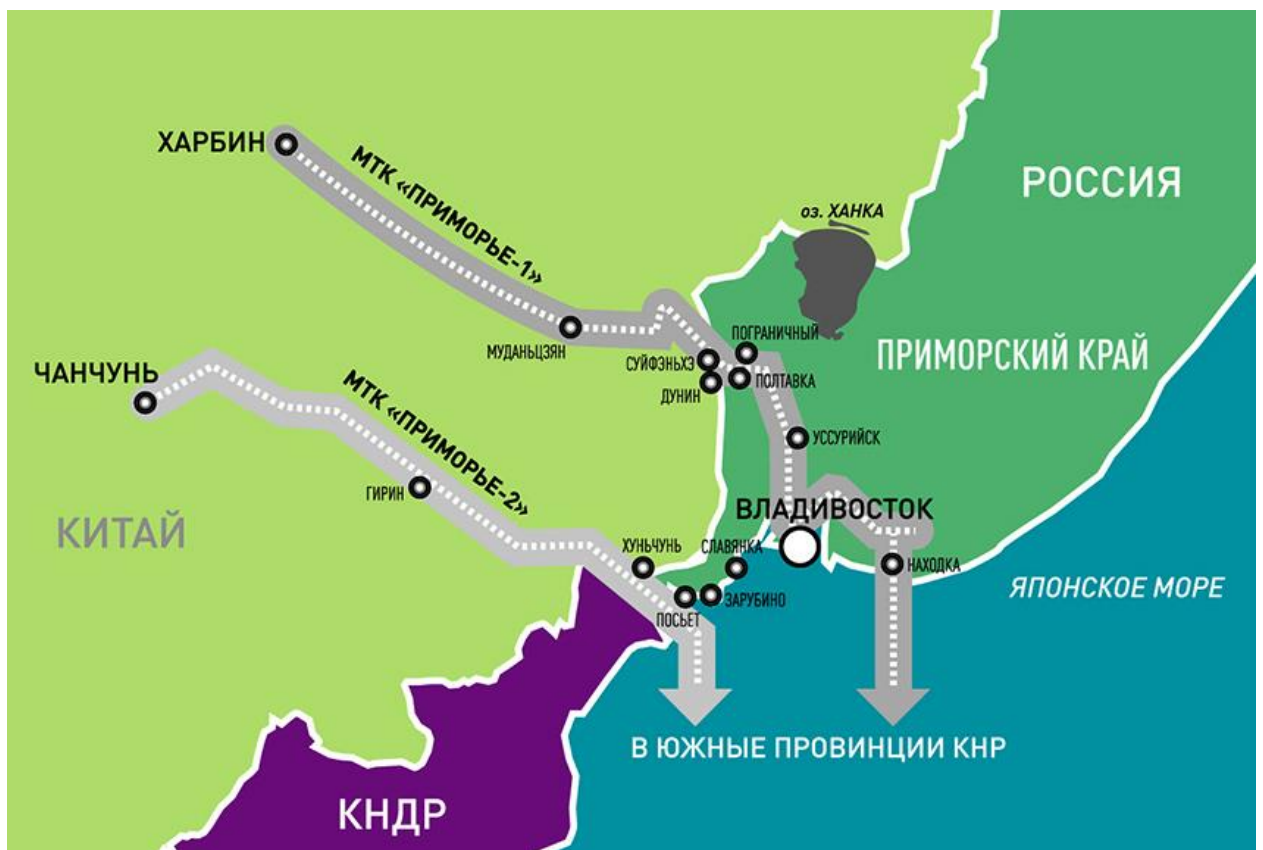 ХАРБИН
МТК «ПРИМОРЬЕ-1»
РОССИЯ
оз. ХАНКА
МУДАНЬЦЗЯН
ПОГРАНИЧНЫЙ
СУЙФЭНЬХЭ
ПРИМОРСКИЙ КРАЙ
ЧАНЧУНЬ
ДУНИН
ПОЛТАВКА
МТК «ПРИМОРЬЕ-2»
УССУРИЙСК
ГИРИН
КИТАЙ
ВЛАДИВОСТОК
ХУНЬЧУНЬ
СЛАВЯНКА
НАХОДКА
ЯПОНСКОЕ МОРЕ
ЗАРУБИНО
ПОСЬЕТ
В ЮЖНЫЕ ПРОВИНЦИИ КНР
КНДР